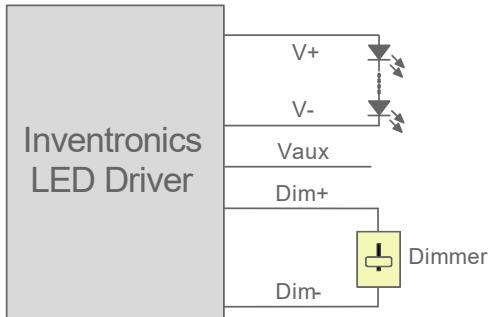 Inventronics
LED Driver
V+
V-
Vaux
Dim+
Dimmer
Dim-